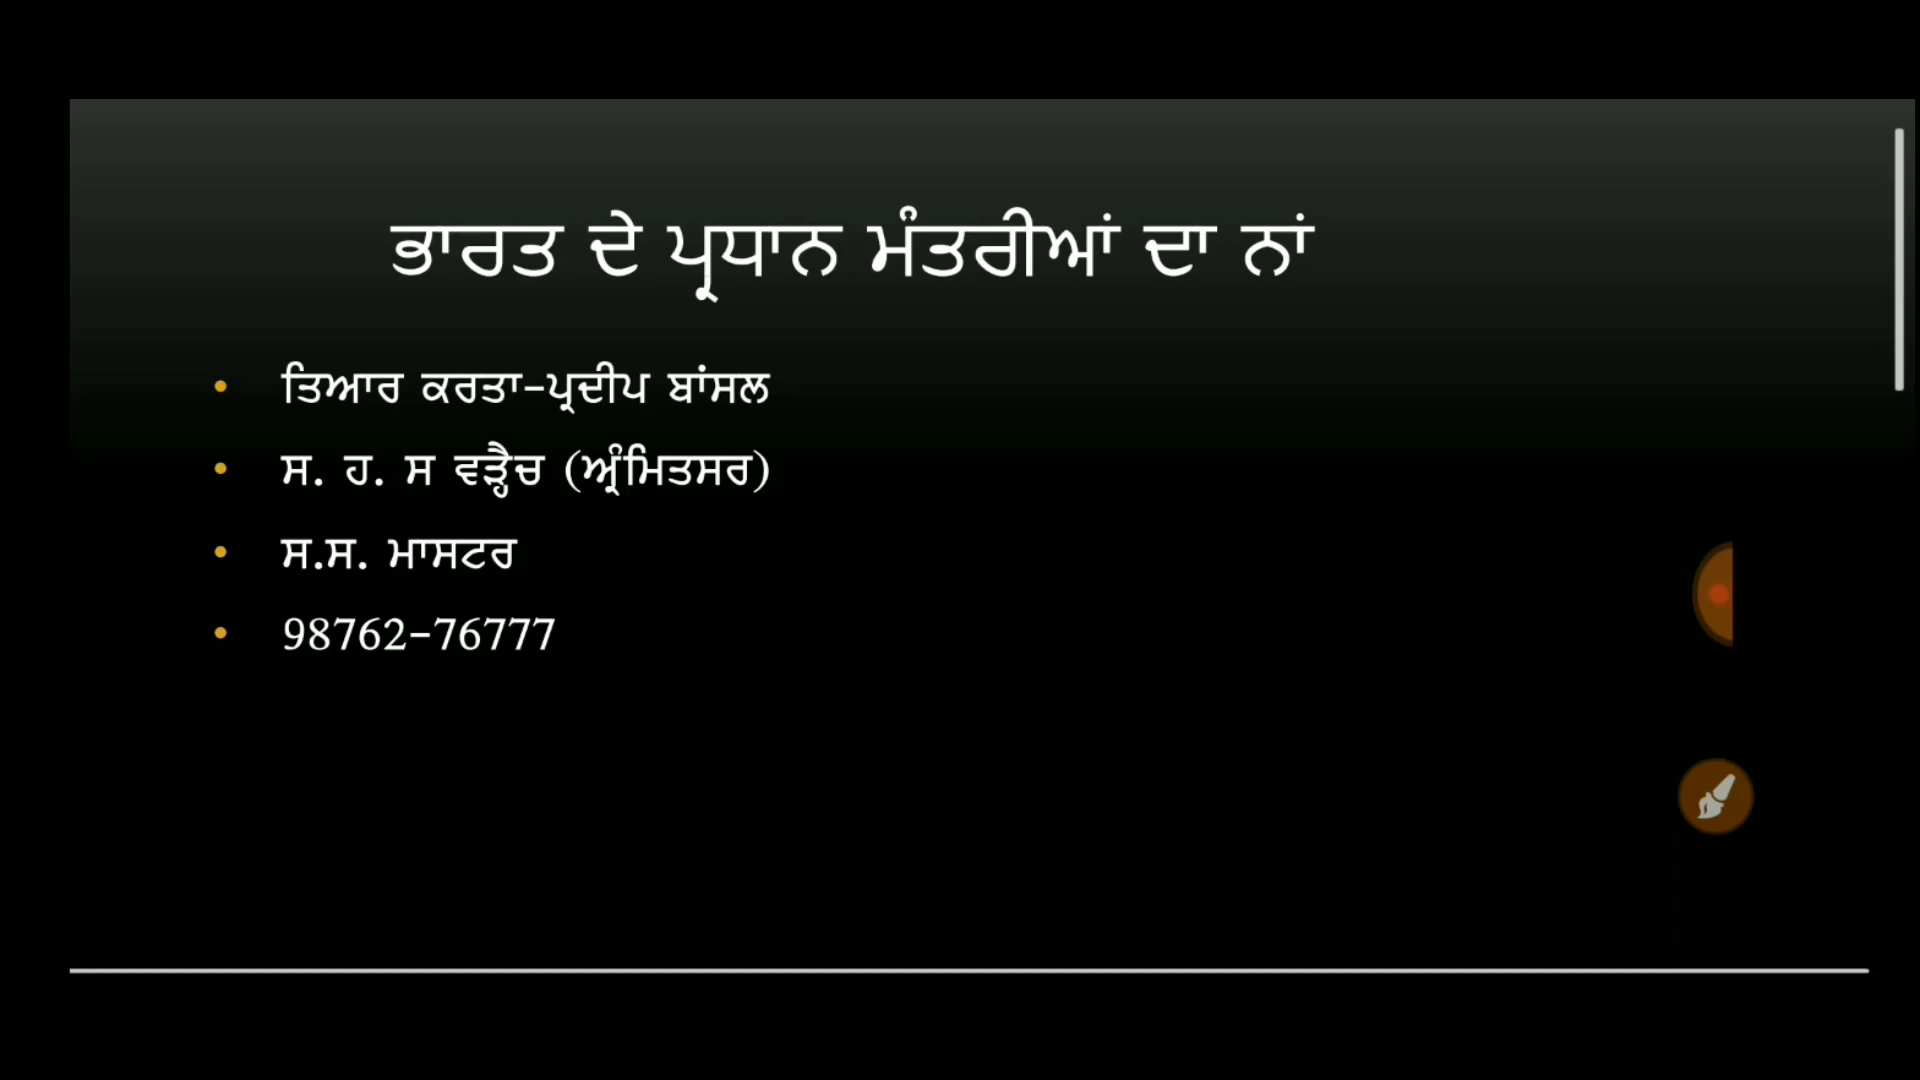 ਭਾਰਤ ਦੇ ਪ੍ਰਧਾਨ ਮੰਤਰੀਆਂ ਦਾ ਨਾਂ
• ਤਿਆਰ ਕਰਤਾ-ਪ੍ਰਦੀਪ ਬਾਂਸਲ
• ਸ. ਹ. ਸ ਵੜ੍ਹੈਚ (ਅ੍ਰੰਮਿਤਸਰ)
• ਸ.ਸ. ਮਾਸਟਰ
• 98762-76777